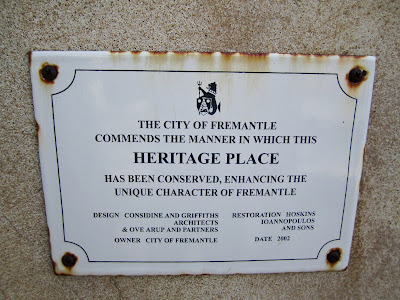 THE CITY OF FREMANTLE
COMMENDS THE MANNER IN WHICH THIS
HERITAGE PLACE
HAS BEEN CONSERVED, ENHANCING THE
UNIQUE CHARACTER OF FREMANTLE
DESIGN CONSIDINE AND GRIFFITHS
ARCHITECTS
& OVE ARUP AND PARTNERS
OWNER CITY OF FREMANTLE
RESTORATION HOSKINS
IOANNOPOULOS
AND SONS
DATE 2002